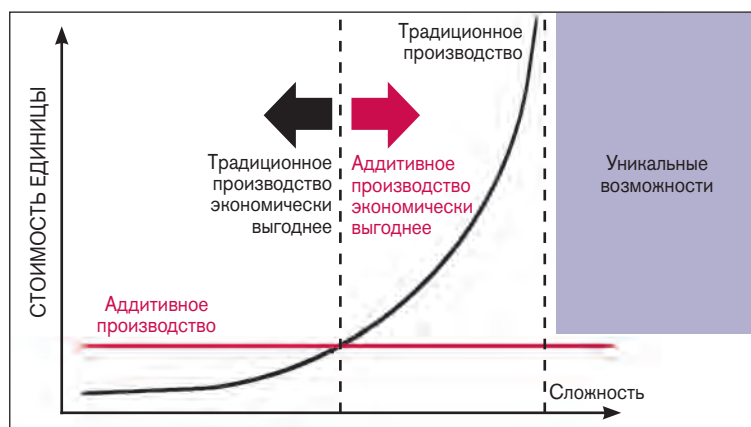 Традиционное
производство
СТОИМОСТЬ ЕДИНИЦЫ
Традиционное
производство
экономически
выгоднее
Аддитивное
производство
экономически
выгоднее
Уникальные
возможности
Аддитивное
производство
Сложность